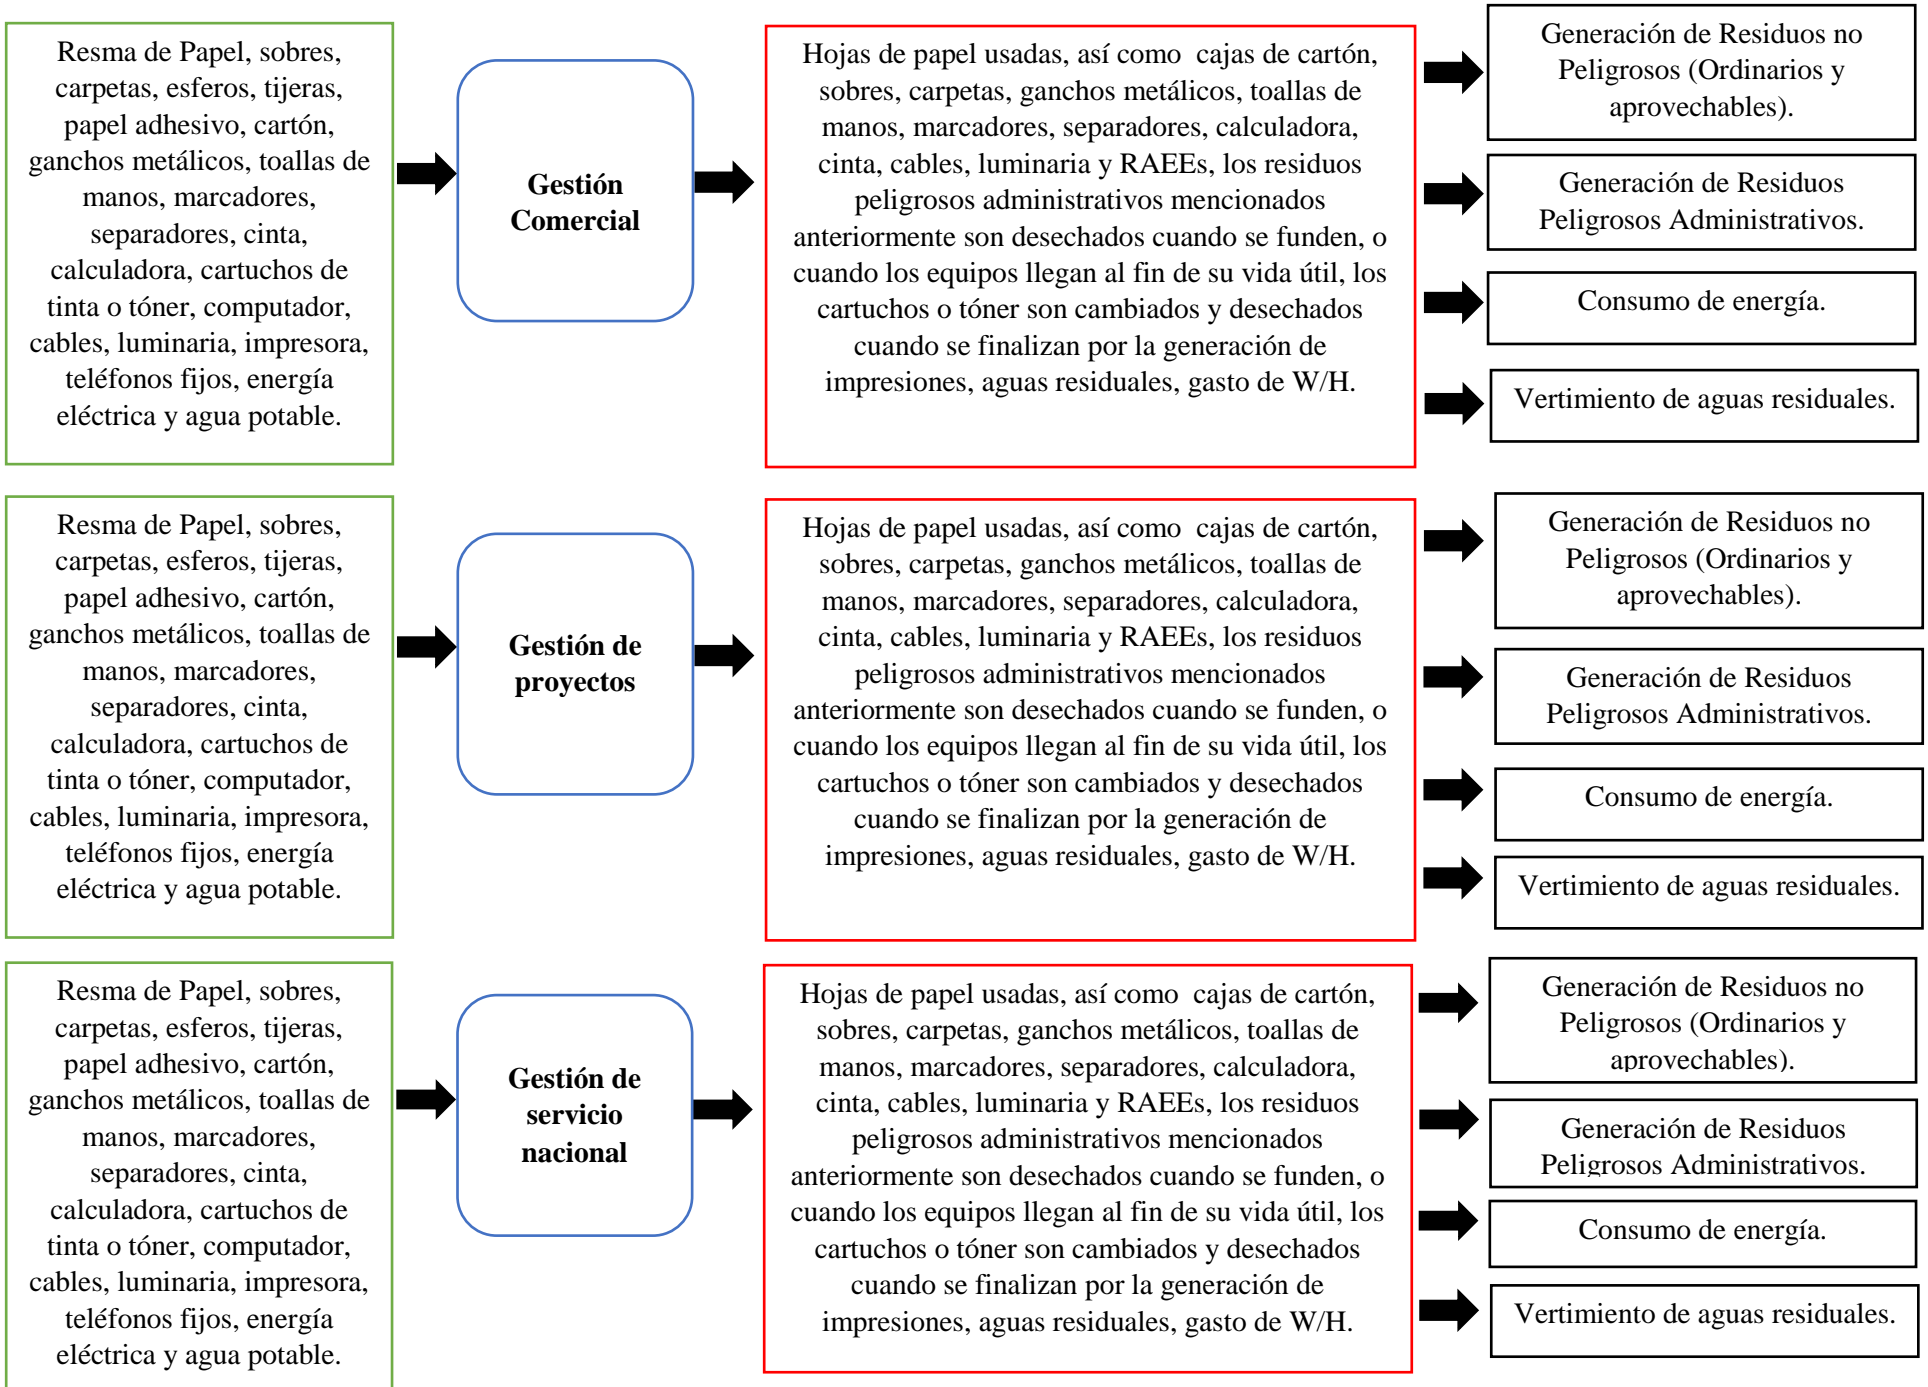 Resma de Papel, sobres,
carpetas, esferos, tijeras,
papel adhesivo, cartón,
ganchos metálicos, toallas de
manos, marcadores,
separadores, cinta,
calculadora, cartuchos de
tinta o tóner, computador,
cables, luminaria, impresora,
teléfonos fijos, energía
eléctrica y agua potable.
Gestión
Comercial
Hojas de papel usadas, así como  cajas de cartón,
sobres, carpetas, ganchos metálicos, toallas de
manos, marcadores, separadores, calculadora,
cinta, cables, luminaria y RAEEs, los residuos
peligrosos administrativos mencionados
anteriormente son desechados cuando se funden, o
cuando los equipos llegan al fin de su vida útil, los
cartuchos o tóner son cambiados y desechados
cuando se finalizan por la generación de
impresiones, aguas residuales, gasto de W/H.
Generación de Residuos no
Peligrosos (Ordinarios y
aprovechables).
Generación de Residuos
Peligrosos Administrativos.
Consumo de energía.
Vertimiento de aguas residuales.
Resma de Papel, sobres,
carpetas, esferos, tijeras,
papel adhesivo, cartón,
ganchos metálicos, toallas de
manos, marcadores,
separadores, cinta,
calculadora, cartuchos de
tinta o tóner, computador,
cables, luminaria, impresora,
teléfonos fijos, energía
eléctrica y agua potable.
Gestión de
proyectos
Hojas de papel usadas, así como  cajas de cartón,
sobres, carpetas, ganchos metálicos, toallas de
manos, marcadores, separadores, calculadora,
cinta, cables, luminaria y RAEEs, los residuos
peligrosos administrativos mencionados
anteriormente son desechados cuando se funden, o
cuando los equipos llegan al fin de su vida útil, los
cartuchos o tóner son cambiados y desechados
cuando se finalizan por la generación de
impresiones, aguas residuales, gasto de W/H.
Generación de Residuos no
Peligrosos (Ordinarios y
aprovechables).
Generación de Residuos
Peligrosos Administrativos.
Consumo de energía.
Vertimiento de aguas residuales.
Resma de Papel, sobres,
carpetas, esferos, tijeras,
papel adhesivo, cartón,
ganchos metálicos, toallas de
manos, marcadores,
separadores, cinta,
calculadora, cartuchos de
tinta o tóner, computador,
cables, luminaria, impresora,
teléfonos fijos, energía
eléctrica y agua potable.
Gestión de
servicio
nacional
Hojas de papel usadas, así como  cajas de cartón,
sobres, carpetas, ganchos metálicos, toallas de
manos, marcadores, separadores, calculadora,
cinta, cables, luminaria y RAEEs, los residuos
peligrosos administrativos mencionados
anteriormente son desechados cuando se funden, o
cuando los equipos llegan al fin de su vida útil, los
cartuchos o tóner son cambiados y desechados
cuando se finalizan por la generación de
impresiones, aguas residuales, gasto de W/H.
Generación de Residuos no
Peligrosos (Ordinarios y
aprovechables).
Generación de Residuos
Peligrosos Administrativos.
Consumo de energía.
Vertimiento de aguas residuales.